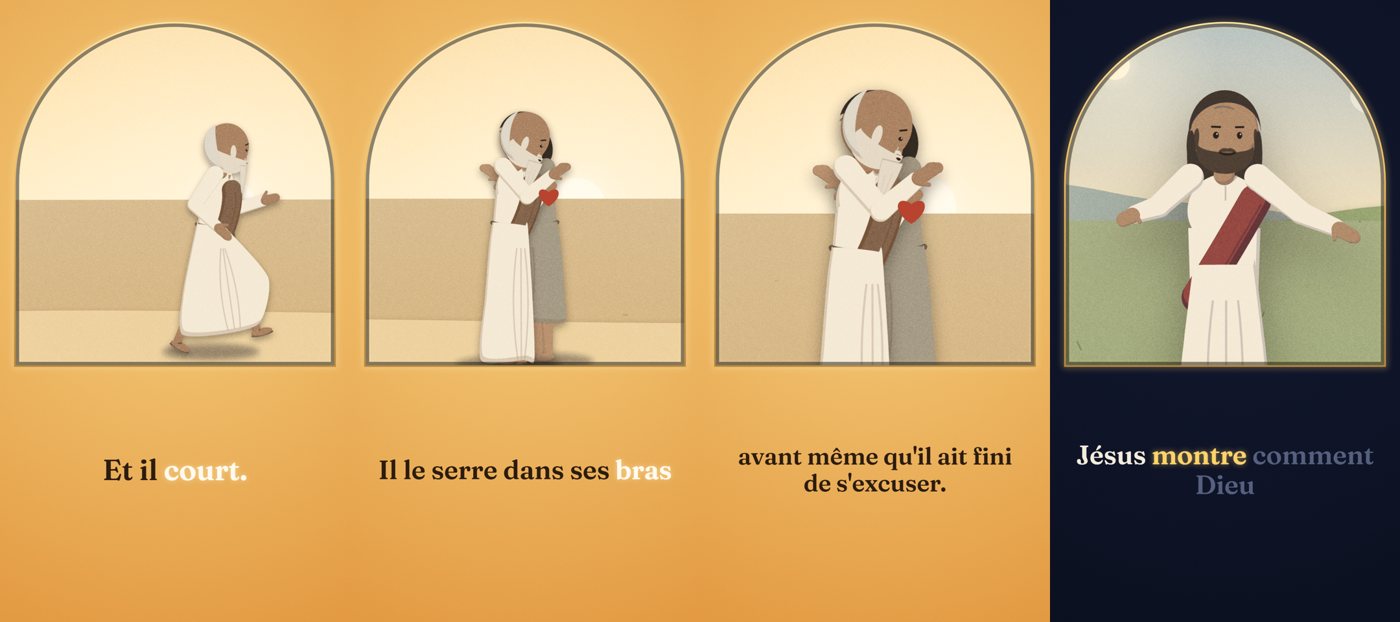 Et il court.
Il le serre dans ses bras
avant même qu'il ait fini
de s'excuser.
Jésus montre comment
Dieu